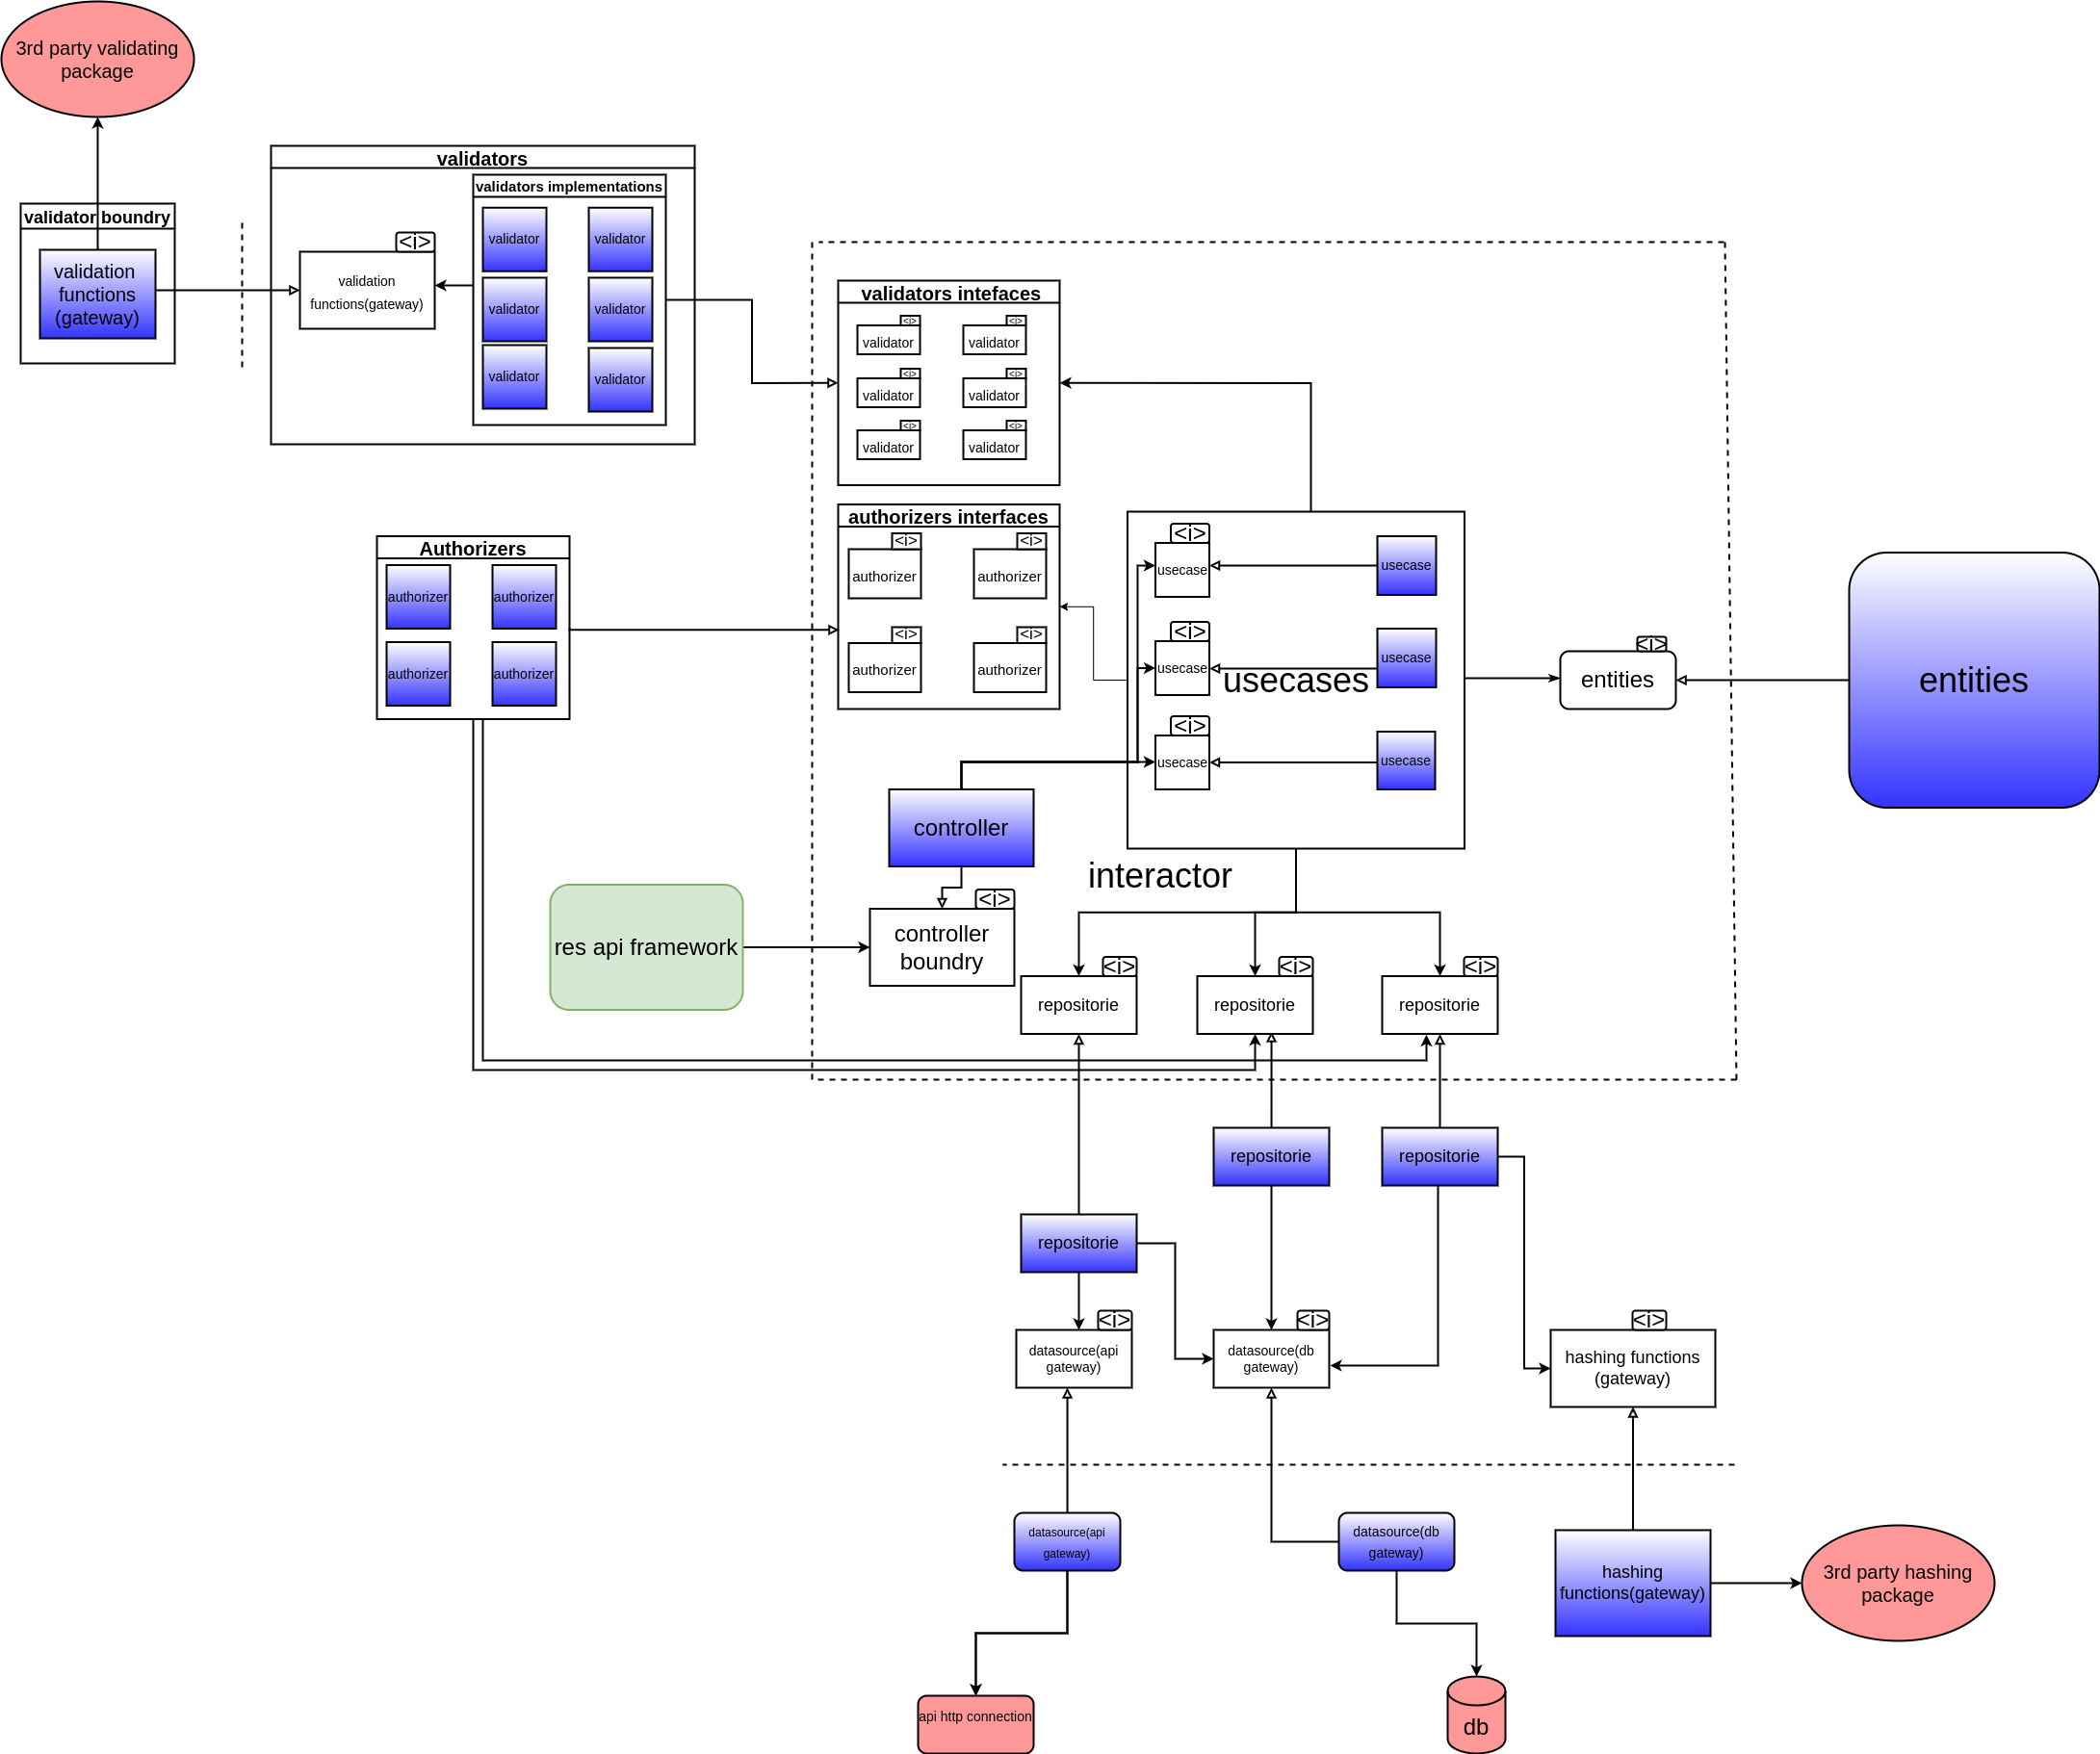 3rd party validating
package
validators
validators implementations
validator boundry
validation
functions
(gateway)
<i>
validation
functions(gateway)
validator
validator
validator
validator
validator
validator
validators intefaces
<i>
validator
<i>
validator
<i>
validator
<i>
validator
<i>
validator
<i>
validator
authorizers interfaces
<i>
authorizer
<i>
authorizer
<i>
authorizer
<i>
authorizer
Authorizers
authorizer
authorizer
authorizer
authorizer
<i>
usecase
usecase
<i>
usecase
usecase
usecases
<i>
usecase
usecase
<i>
entities
entities
controller
interactor
res api framework
<i>
controller
boundry
<i>
repositorie
<i>
repositorie
<i>
repositorie
repositorie
repositorie
repositorie
<i>
datasource(api
gateway)
<i>
datasource(db
gateway)
<i>
hashing functions
(gateway)
datasource(api
gateway)
datasource(db
gateway)
hashing
functions(gateway)
3rd party hashing
package
api http connection
db